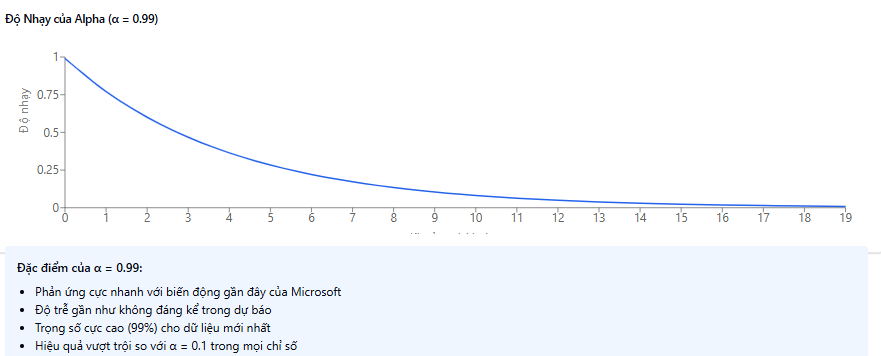 Độ Nhạy của Alpha (α = 0.99)
1
Độ nhạy
0.75
0.5
0.25
0
0 1 2 3 4 5 6 7 8 9 10 11 12 13 14 15 16 17 18 19
Đặc điểm của α = 0.99:
• Phản ứng cực nhanh với biến động gần đây của Microsoft
• Độ trễ gần như không đáng kể trong dự báo
• Trọng số cực cao (99%) cho dữ liệu mới nhất
• Hiệu quả vượt trội so với α = 0.1 trong mọi chỉ số